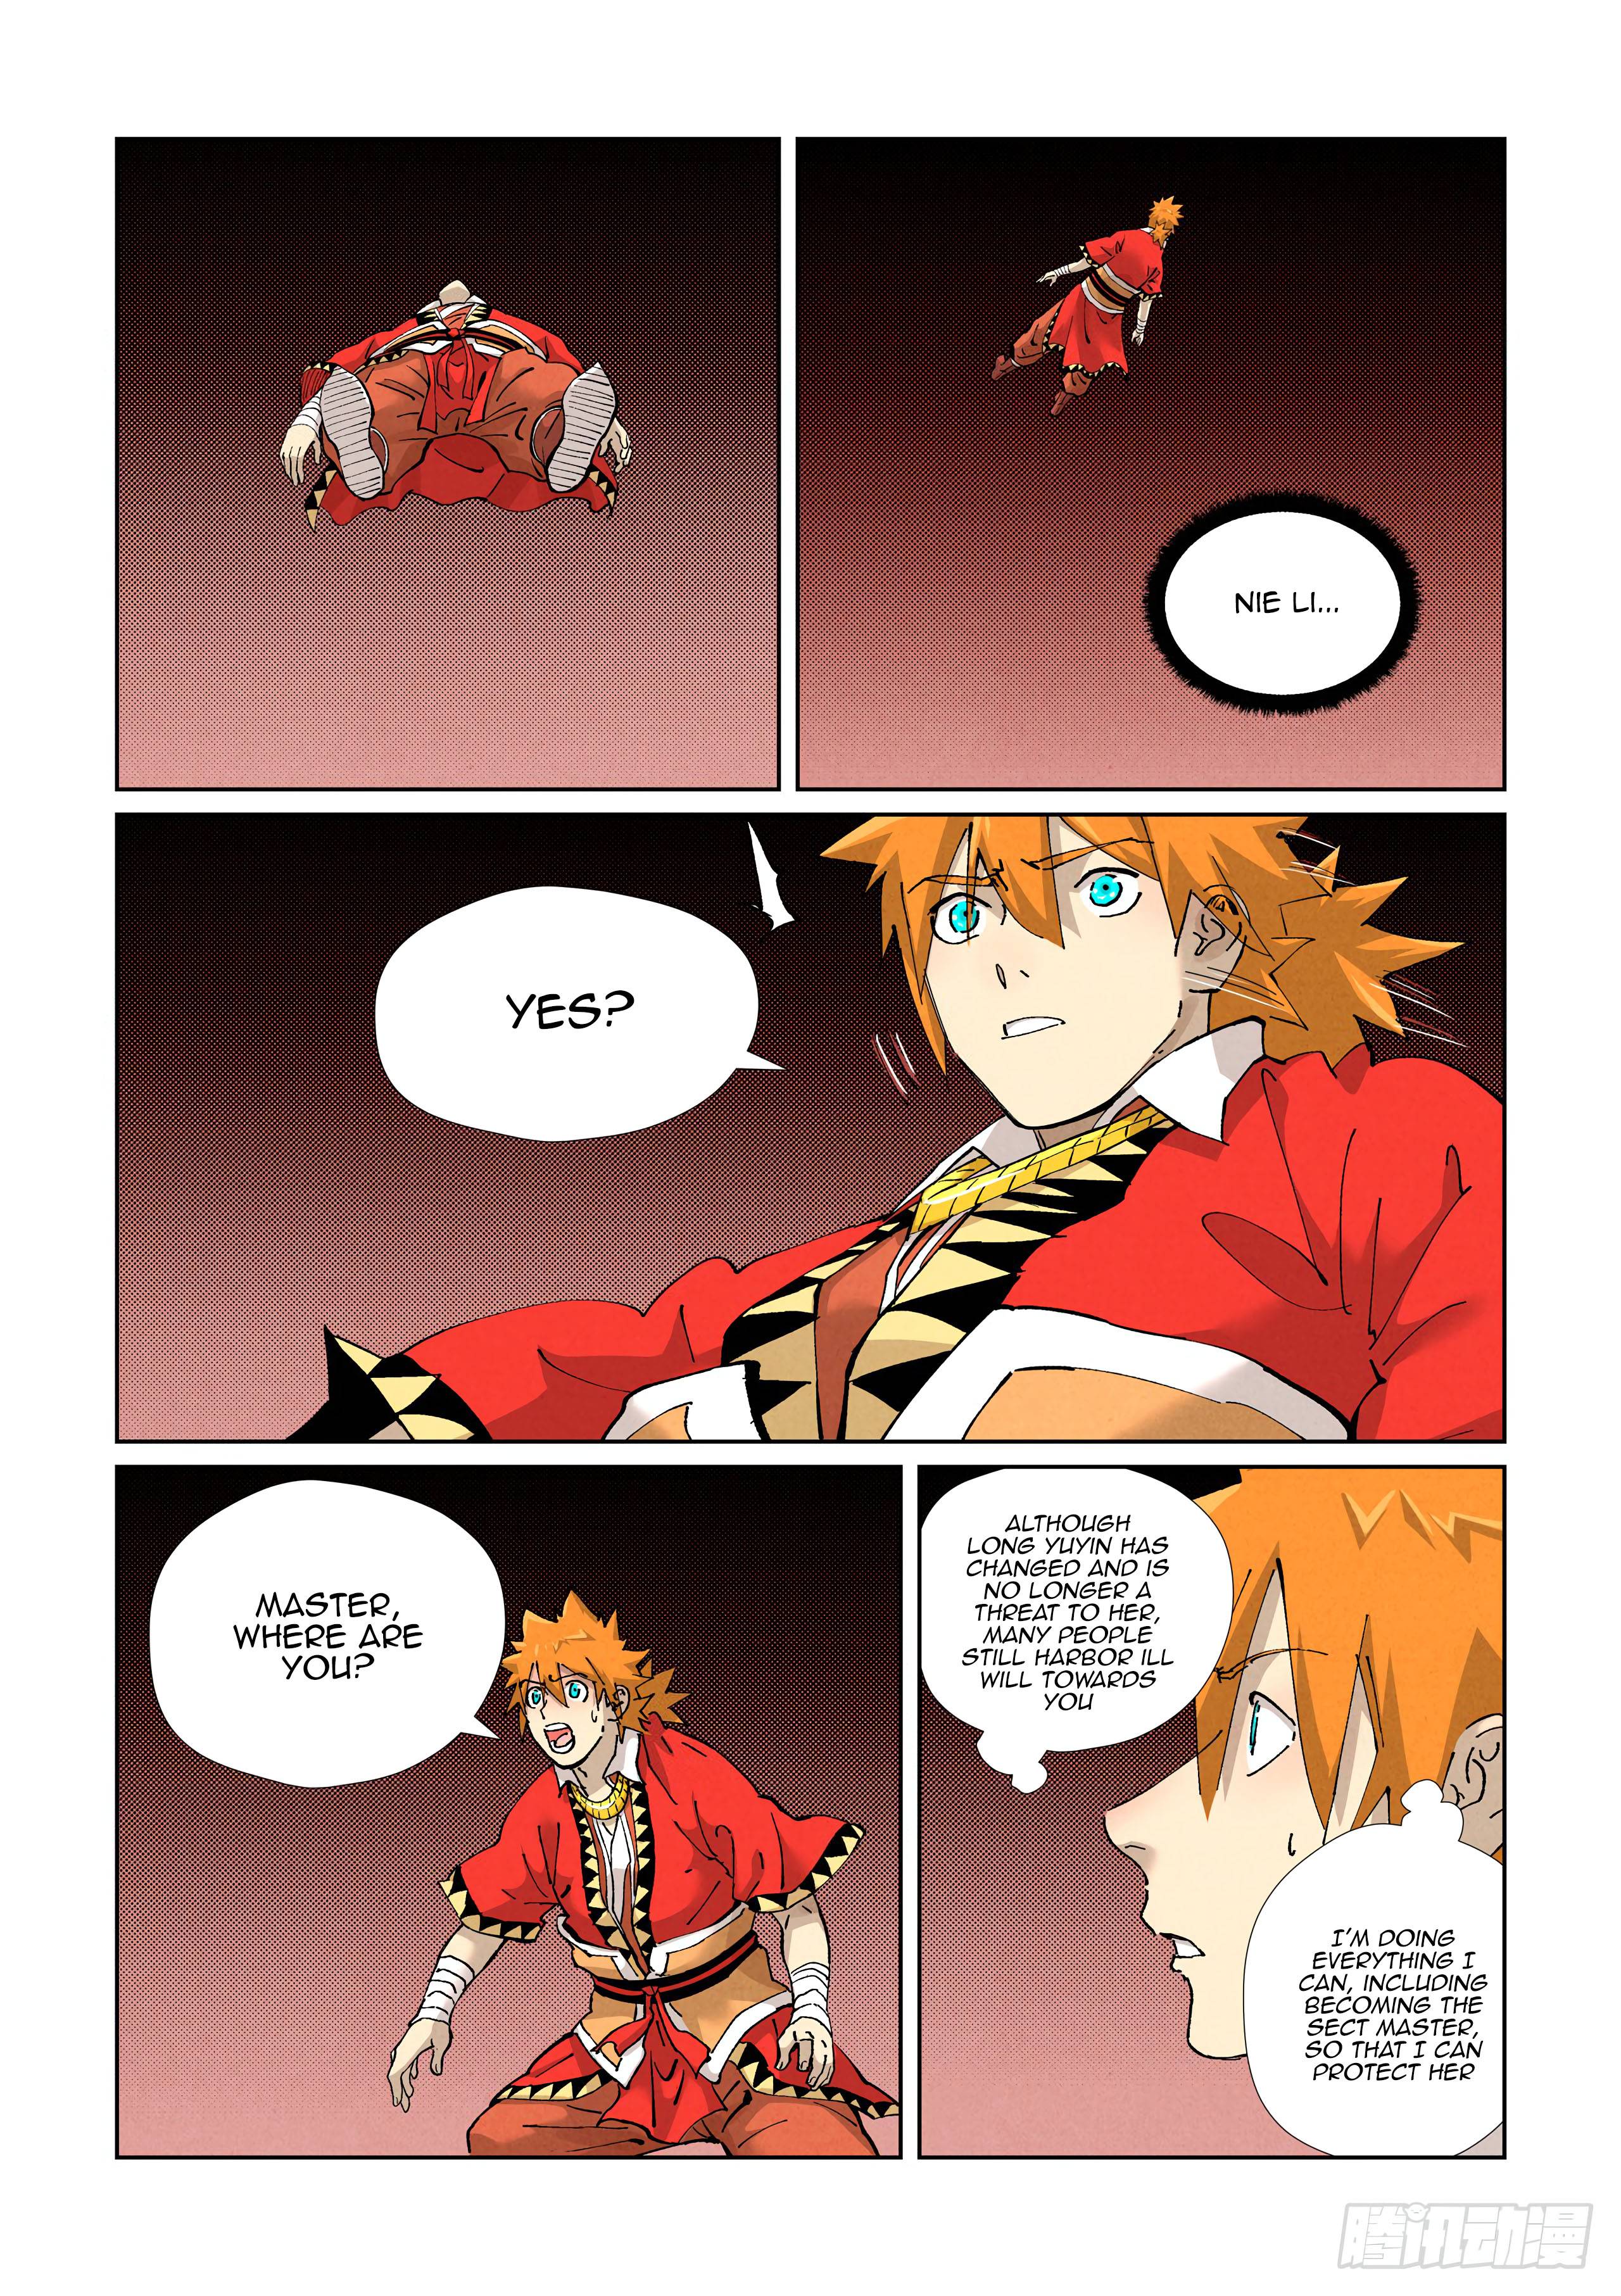 NIE LI...
YES?
MASTER,
WHERE ARE
YOU?
ALTHOUGH
LONG YUYIN HAS
CHANGED AND IS
NO LONGER A
THREAT TO HER,
MANY PEOPLE
STILL HARBOR ILL
WILL TOWARDS
YOU
I'M DOING
EVERYTHING I
CAN, INCLUDING
BECOMING THE
SECT MASTER,
SO THAT I CAN
PROTECT HER
腾讯动漫